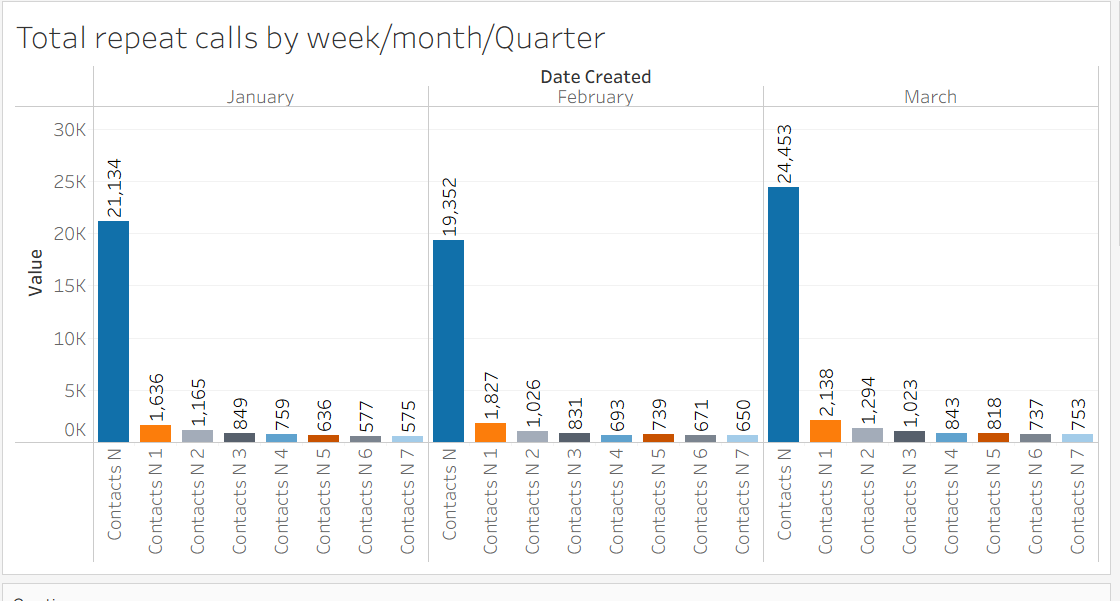 Total repeat calls by week/month/Quarter
Date Created
January
February
March
Value
30K
25K
20K
15K
10K
5K
0K
21,134
1,636
1,165
849
759
636
577
575
19,352
1,827
1,026
831
693
739
671
650
24,453
2,138
1,294
1,023
843
818
737
753
Contacts N
Contacts N 1
Contacts N 2
Contacts N 3
Contacts N 4
Contacts N 5
Contacts N 6
Contacts N 7
Contacts N
Contacts N 1
Contacts N 2
Contacts N 3
Contacts N 4
Contacts N 5
Contacts N 6
Contacts N 7
Contacts N
Contacts N 1
Contacts N 2
Contacts N 3
Contacts N 4
Contacts N 5
Contacts N 6
Contacts N 7